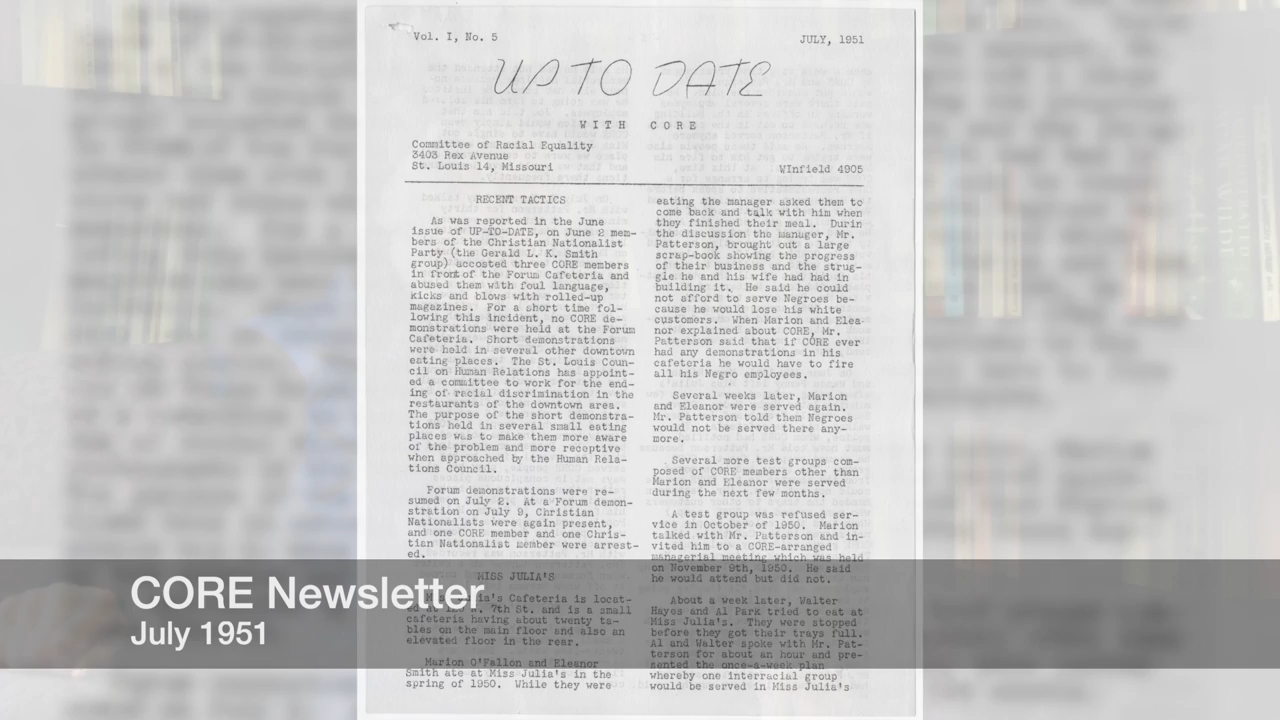 Vol. I, No. 5
JULY, 1951
UP TO DATE
WITH CORE
Committee of Racial Equality
3403 Rex Avenue
St. Louis 14, Missouri
WInfield 4905
RECENT TACTICS
As was reported in the June
issue of UP-TO-DATE, on June 2 mem-
bers of the Christian Nationalist
Party (the Gerald L. K. Smith
group) accosted three CORE members
in front of the Forum Cafeteria and
abused them with foul language,
kicks and blows with rolled-up
magazines. For a short time fol-
lowing this incident, no CORE de-
monstrations were held at the Forum
Cafeteria. Short demonstrations
were held in several other downtown
eating places. The St. Louis Coun-
cil on Human Relations has appoint-
ed a committee to work for the end-
ing of racial discrimination in the
restaurants of the downtown area.
The purpose of the short demonstra-
tions held in several small eating
places was to make them more aware
of the problem and more receptive
when approached by the Human Rela-
tions Council.
Forum demonstrations were re-
sumed on July 2. At a Forum demon-
stration on July 9, Christian
Nationalists were again present,
and one CORE member and one Chris-
tian Nationalist member were arrest-
ed.
MISS JULIA'S
Julia's Cafeteria is locat-
7th St. and is a small
cafeteria having about twenty ta-
bles on the main floor and also an
elevated floor in the rear.
Marion O'Fallon and Eleanor
Smith ate at Miss Julia's in the
spring of 1950. While they were
eating the manager asked them to
come back and talk with him when
they finished their meal. Durin
the discussion the manager, Mr.
Patterson, brought out a large
scrap-book showing the progress
of their business and the strug-
gle he and his wife had had in
building it. He said he could
not afford to serve Negroes be-
cause he would lose his white
customers. When Marion and Elea-
nor explained about CORE, Mr.
Patterson said that if CORE ever
had any demonstrations in his
cafeteria he would have to fire
all his Negro employees.
Several weeks later, Marion
and Eleanor were served again.
Mr. Patterson told them Negroes
would not be served there any-
more.
Several more test groups com-
posed of CORE members other than
Marion and Eleanor were served
during the next few months.
A test group was refused ser-
vice in October of 1950. Marion
talked with Mr. Patterson and in-
vited him to a CORE-arranged
managerial meeting which was held
on November 9th, 1950. He said
he would attend but did not.
About a week later, Walter
Hayes and Al Park tried to eat at
Miss Julia's. They were stopped
before they got their trays full.
Al and Walter spoke with Mr. Pat-
terson for about an hour and pre-
sented the once-a-week plan
whereby one interracial group
would be served in Miss Julia's
CORE Newsletter
July 1951